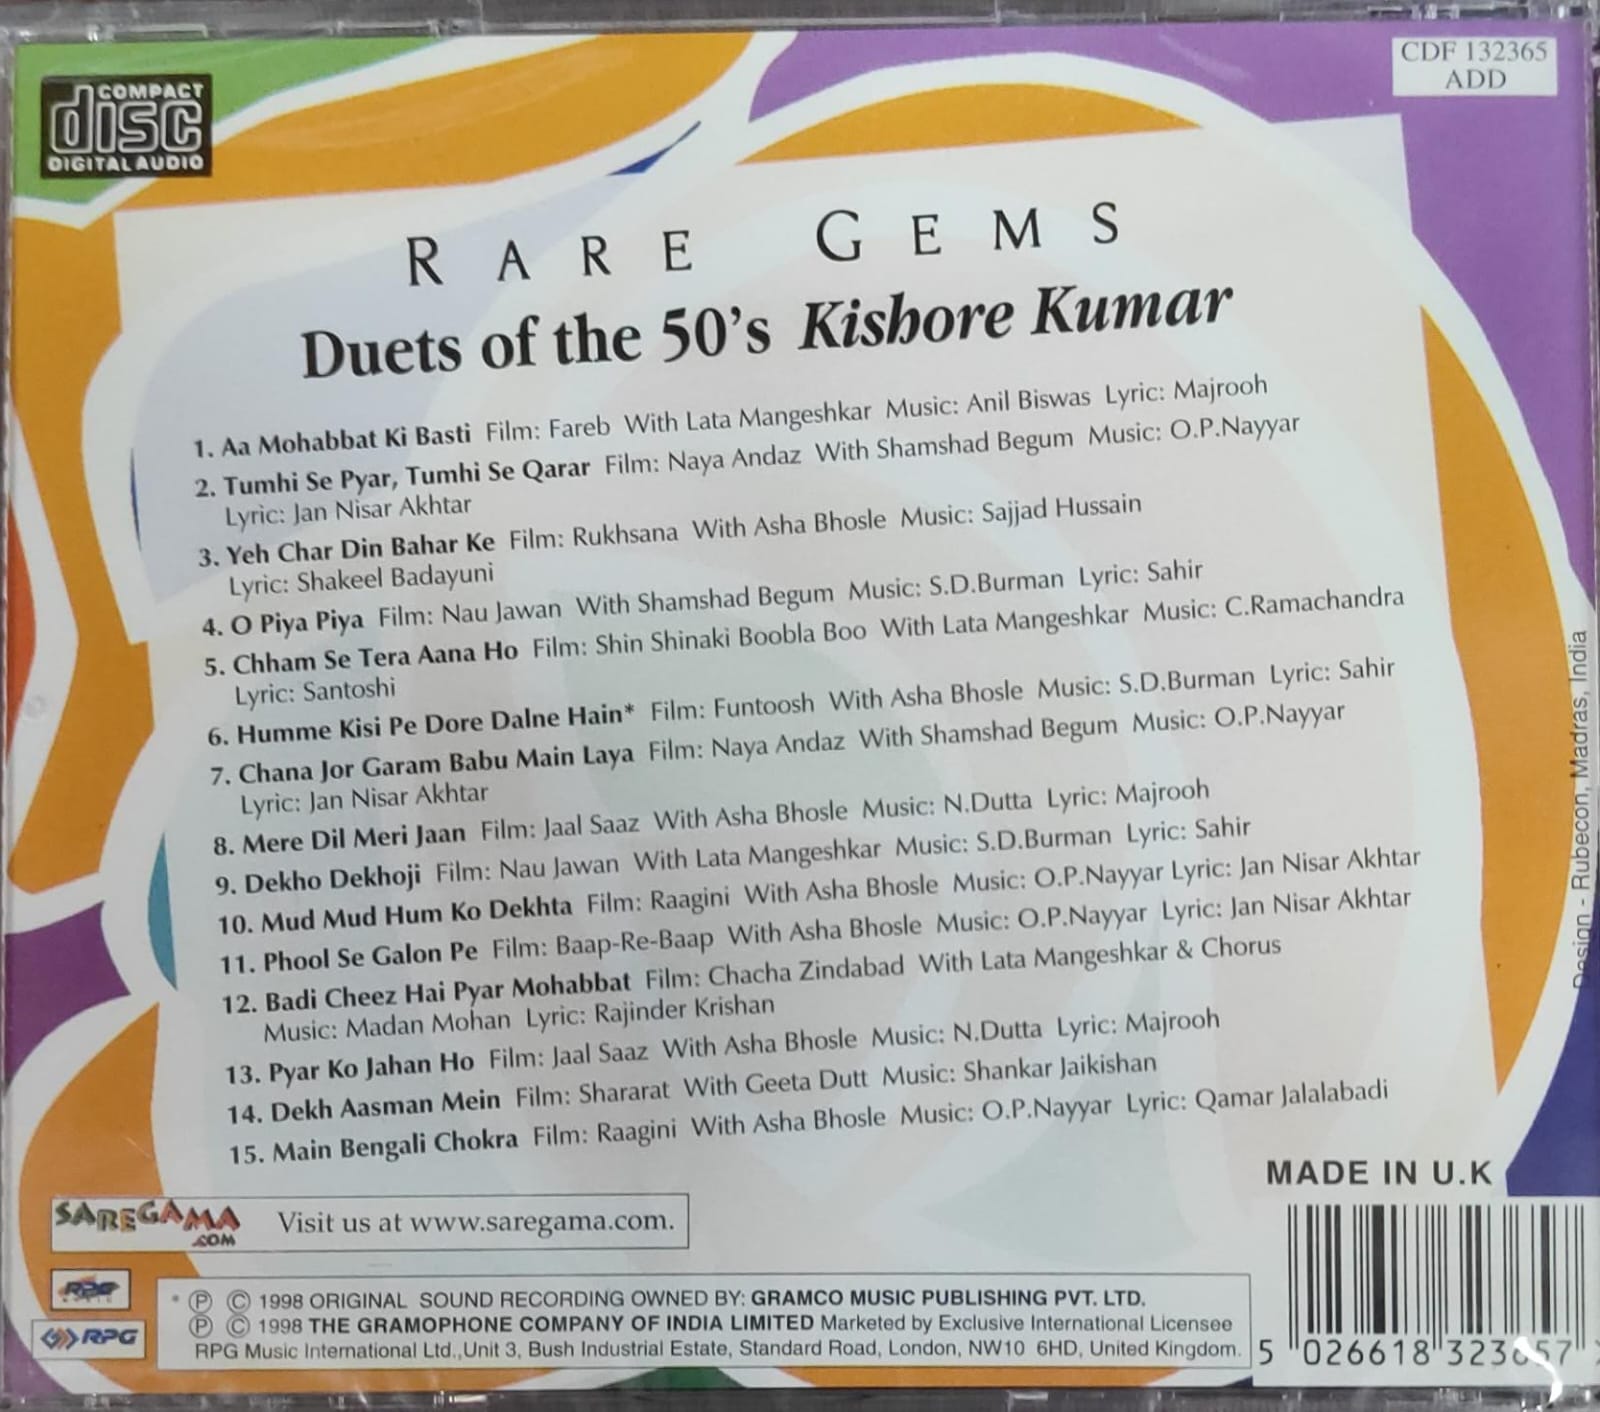 COMPACT
disc
DIGITAL AUDIO
CDF 132365
ADD
RARE GEMS
Duets of the 50's Kishore Kumar
1. Aa Mohabbat Ki Basti Film: Fareb With Lata Mangeshkar Music: Anil Biswas Lyric: Majrooh
2. Tumhi Se Pyar, Tumhi Se Qarar Film: Naya Andaz With Shamshad Begum Music: O.P.Nayyar
Lyric: Jan Nisar Akhtar
3. Yeh Char Din Bahar Ke Film: Rukhsana With Asha Bhosle Music: Sajjad Hussain
Lyric: Shakeel Badayuni
4. O Piya Piya Film: Nau Jawan With Shamshad Begum Music: S.D.Burman Lyric: Sahir
5. Chham Se Tera Aana Ho Film: Shin Shinaki Boobla Boo With Lata Mangeshkar Music: C.Ramachandra
Lyric: Santoshi
6. Humme Kisi Pe Dore Dalne Hain* Film: Funtoosh With Asha Bhosle Music: S.D.Burman Lyric: Sahir
7. Chana Jor Garam Babu Main Laya Film: Naya Andaz With Shamshad Begum Music: O.P.Nayyar
Lyric: Jan Nisar Akhtar
8. Mere Dil Meri Jaan Film: Jaal Saaz With Asha Bhosle Music: N.Dutta Lyric: Majrooh
9. Dekho Dekhoji Film: Nau Jawan With Lata Mangeshkar Music: S.D.Burman Lyric: Sahir
10. Mud Mud Hum Ko Dekhta Film: Raagini With Asha Bhosle Music: O.P.Nayyar Lyric: Jan Nisar Akhtar
11. Phool Se Galon Pe Film: Baap-Re-Baap With Asha Bhosle Music: O.P.Nayyar Lyric: Jan Nisar Akhtar
12. Badi Cheez Hai Pyar Mohabbat Film: Chacha Zindabad With Lata Mangeshkar & Chorus
Music: Madan Mohan Lyric: Rajinder Krishan
13. Pyar Ko Jahan Ho Film: Jaal Saaz With Asha Bhosle Music: N.Dutta Lyric: Majrooh
14. Dekh Aasman Mein Film: Shararat With Geeta Dutt Music: Shankar Jaikishan
15. Main Bengali Chokra Film: Raagini With Asha Bhosle Music: O.P.Nayyar Lyric: Qamar Jalalabadi
Design - Rubecon, Madras, India
MADE IN U.K
SAREGAMA
.COM
Visit us at www.saregama.com.
RPG
MUSIC
RPG
* Ⓟ © 1998 ORIGINAL SOUND RECORDING OWNED BY: GRAMCO MUSIC PUBLISHING PVT. LTD.
Ⓟ © 1998 THE GRAMOPHONE COMPANY OF INDIA LIMITED Marketed by Exclusive International Licensee
RPG Music International Ltd.,Unit 3, Bush Industrial Estate, Standard Road, London, NW10 6HD, United Kingdom.
5 026618 323657